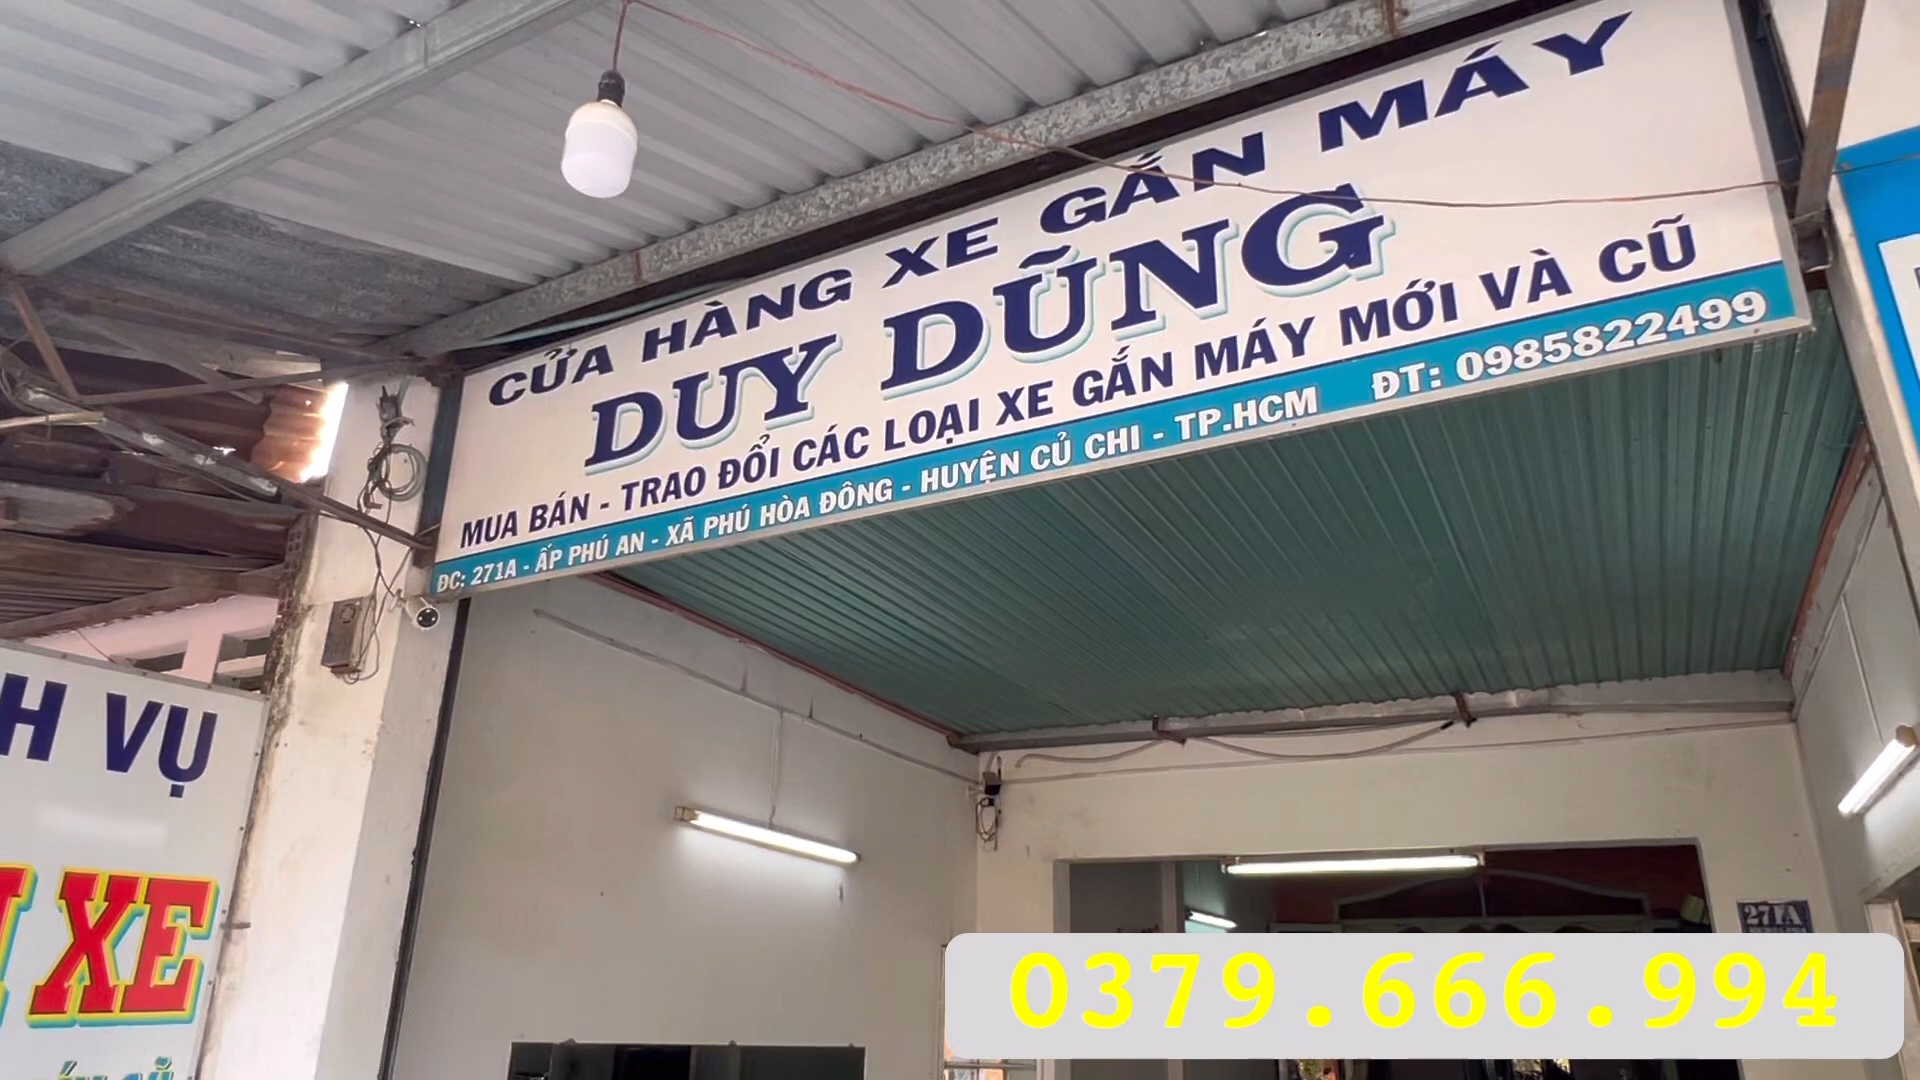 CỬA HÀNG XE GẮN MÁY
DUY DŨNG
MUA BÁN - TRAO ĐỔI CÁC LOẠI XE GẮN MÁY MỚI VÀ CŨ
ĐC: 271A - ẤP PHÚ AN - XÃ PHÚ HÒA ĐÔNG - HUYỆN CỦ CHI - TP.HCM ĐT: 0985822499
VỤ
XE
271A
0379.666.994